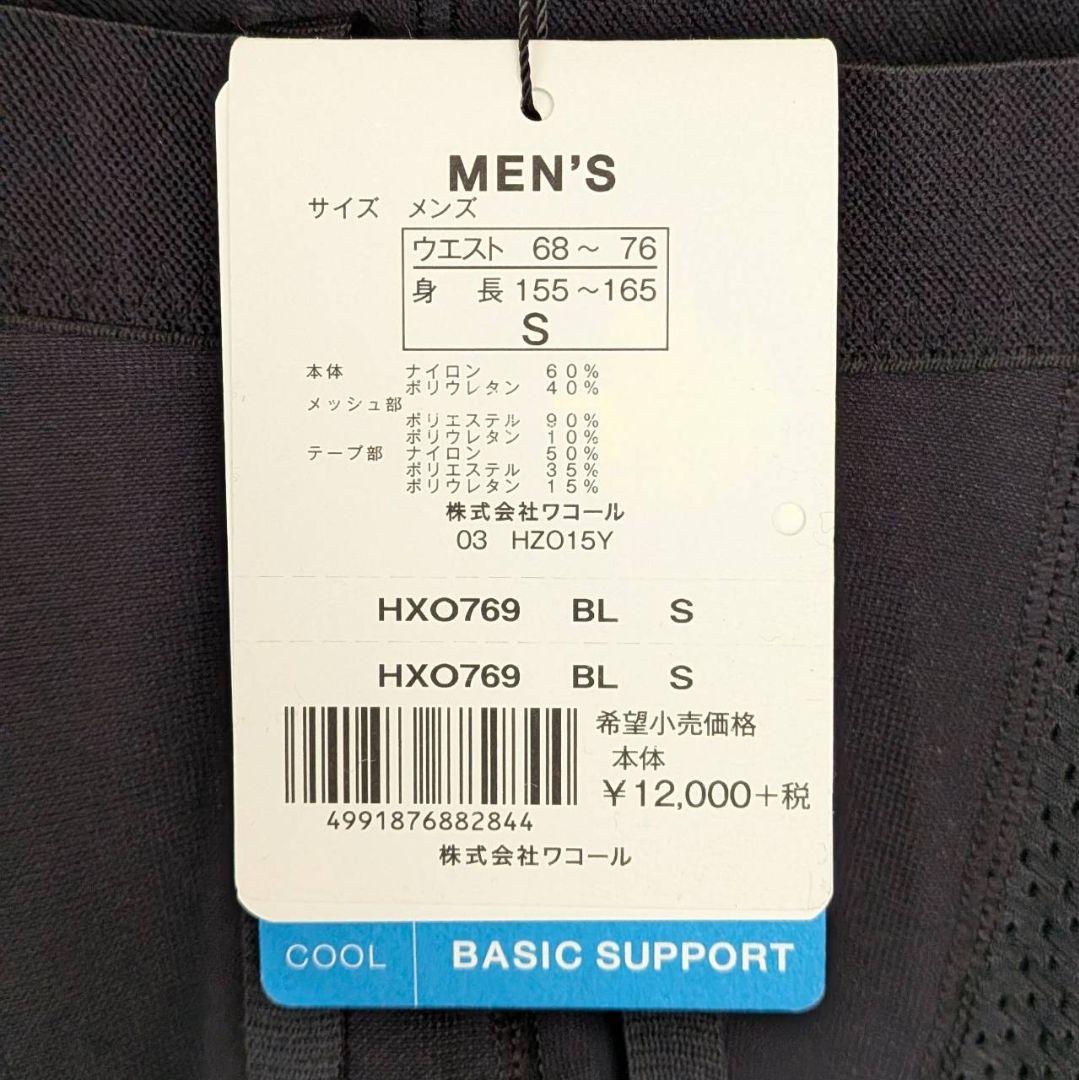 MEN'S
サイズ メンズ
ウエスト 68～76
身長 155～165
S
本体 ナイロン 60%
ポリウレタン 40%
メッシュ部
ポリエステル 90%
ポリウレタン 10%
テープ部 ナイロン 50%
ポリエステル 35%
ポリウレタン 15%
株式会社ワコール
03 HZO15Y
HXO769 BL S
HXO769 BL S
希望小売価格
本体
¥12,000+税
4991876882844
株式会社ワコール
COOL BASIC SUPPORT